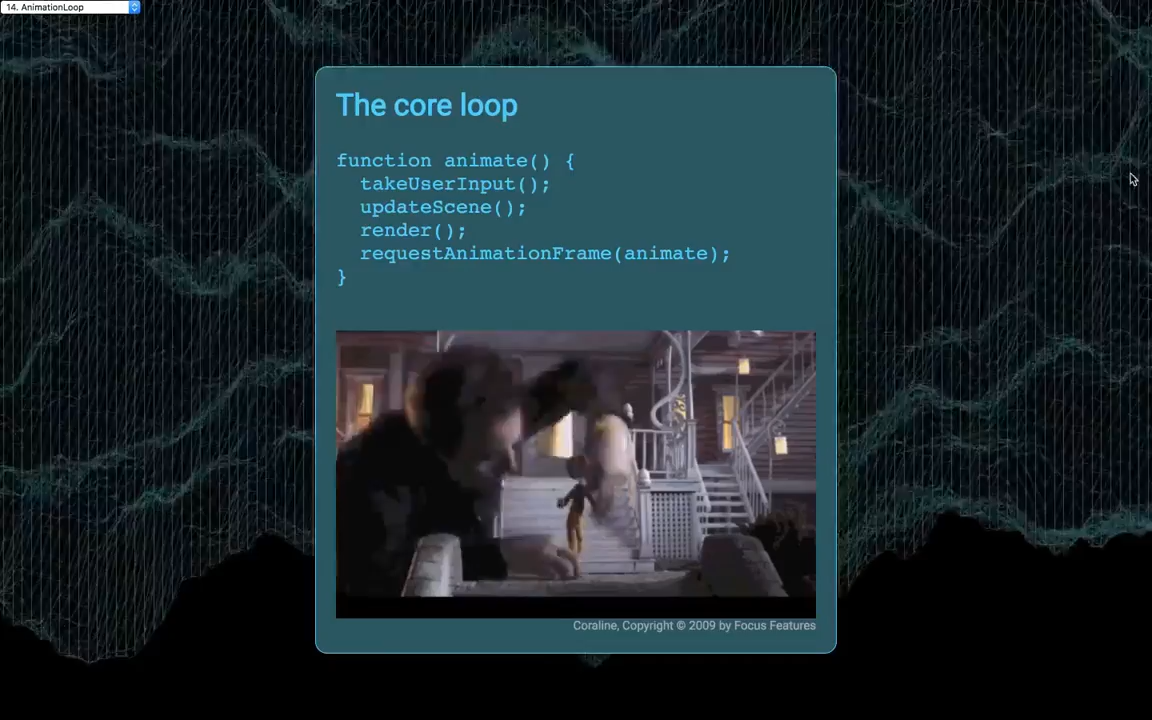 14. AnimationLoop
The core loop
function animate() {
  takeUserInput();
  updateScene();
  render();
  requestAnimationFrame(animate);
}
Coraline, Copyright © 2009 by Focus Features